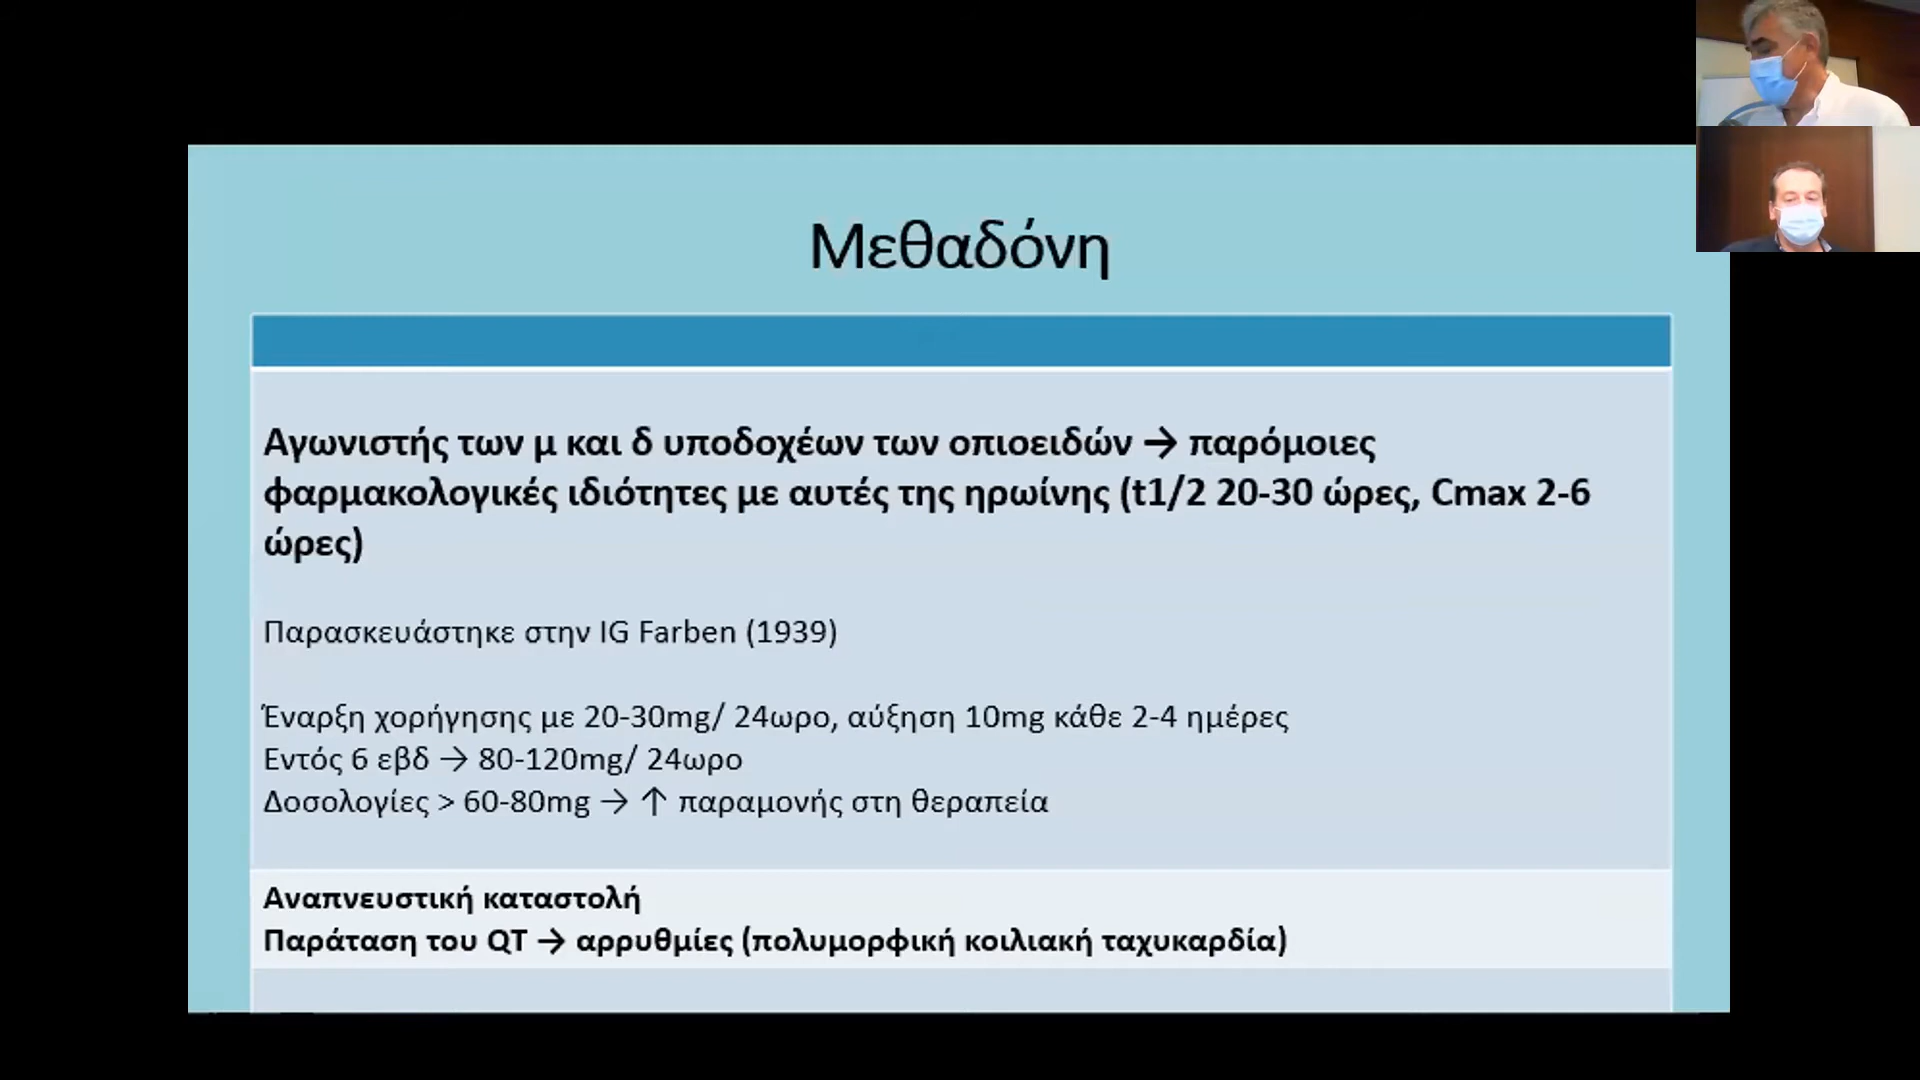 Μεθαδόνη
Αγωνιστής των μ και δ υποδοχέων των οπιοειδών → παρόμοιες
φαρμακολογικές ιδιότητες με αυτές της ηρωίνης (t1/2 20-30 ώρες, Cmax 2-6
ώρες)
Παρασκευάστηκε στην IG Farben (1939)
Έναρξη χορήγησης με 20-30mg/ 24ωρο, αύξηση 10mg κάθε 2-4 ημέρες
Εντός 6 εβδ → 80-120mg/ 24ωρο
Δοσολογίες > 60-80mg → ↑ παραμονής στη θεραπεία
Αναπνευστική καταστολή
Παράταση του QT → αρρυθμίες (πολυμορφική κοιλιακή ταχυκαρδία)